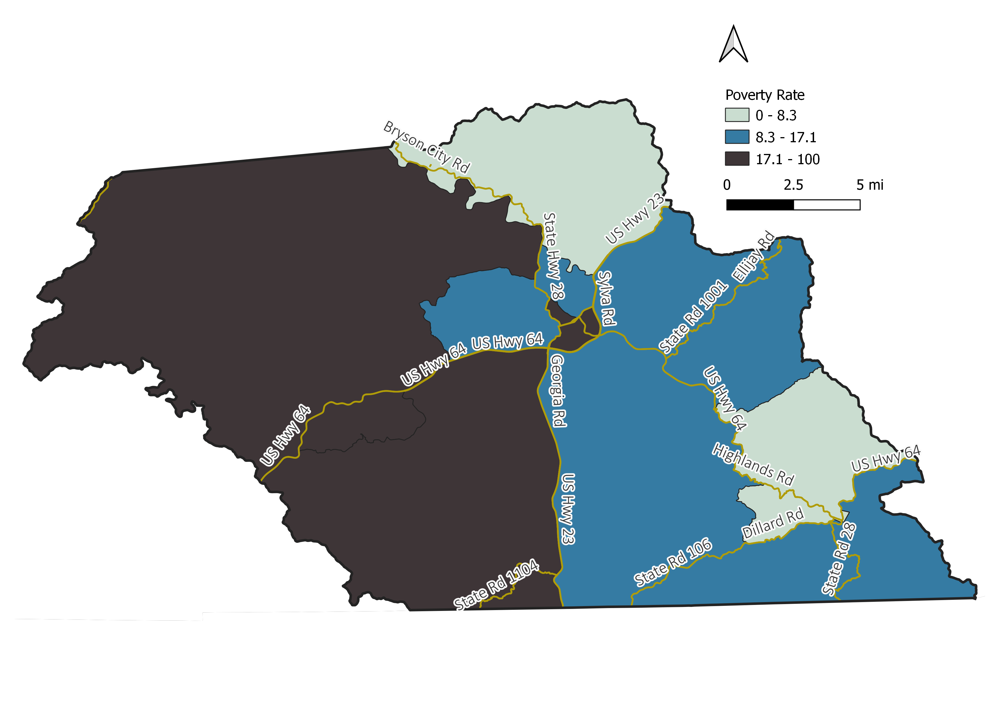 Poverty Rate
0 - 8.3
8.3 - 17.1
17.1 - 100
0 2.5 5 mi
Bryson City Rd
US Hwy 23
State Hwy 28
Ellijay Rd
Sylva Rd
State Rd 1001
US Hwy 64
US Hwy 64
Georgia Rd
US Hwy 64
US Hwy 64
Highlands Rd
US Hwy 64
US Hwy 23
Dillard Rd
State Rd 28
State Rd 106
State Rd 1104